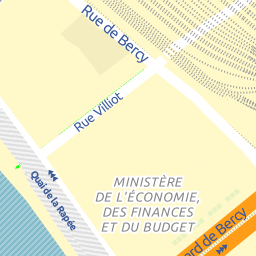 Rue de Bercy
Rue Villiot
Quai de la Rapée
MINISTÈRE
DE L'ÉCONOMIE,
DES FINANCES
ET DU BUDGET
ard de Bercy